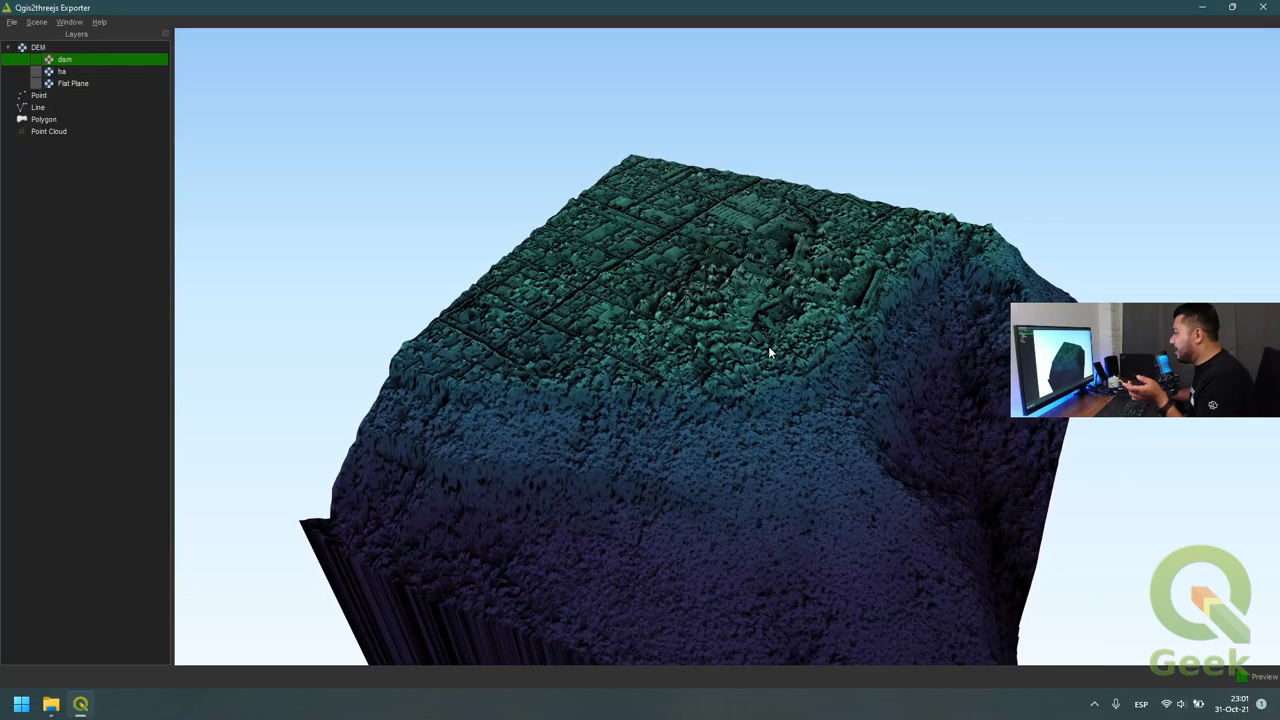 Qgis2threejs Exporter
File Scene Window Help
Layers
DEM
dsm
ha
Flat Plane
Point
Line
Polygon
Point Cloud
Geek
Preview
ESP
23:01
31-Oct-21
1